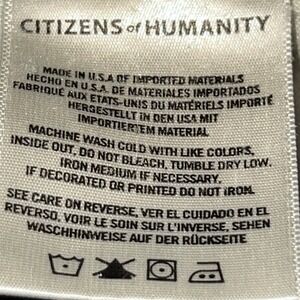 CITIZENS of HUMANITY
MADE IN U.S.A OF IMPORTED MATERIALS
HECHO EN U.S.A. DE MATERIALES IMPORTADOS
FABRIQUÉ AUX ETATS-UNIS DU MATÉRIELS IMPORTÉ
HERGESTELLT IN DEN USA MIT
IMPORTIERTEM MATERIAL
MACHINE WASH COLD WITH LIKE COLORS,
INSIDE OUT, DO NOT BLEACH, TUMBLE DRY LOW.
IRON MEDIUM IF NECESSARY.
IF DECORATED OR PRINTED DO NOT IRON.
SEE CARE ON REVERSE, VER EL CUIDADO EN EL
REVERSO, VOIR LE SOIN SUR L'INVERSE, SEHEN
WASCHHINWEISE AUF DER RÜCKSEITE